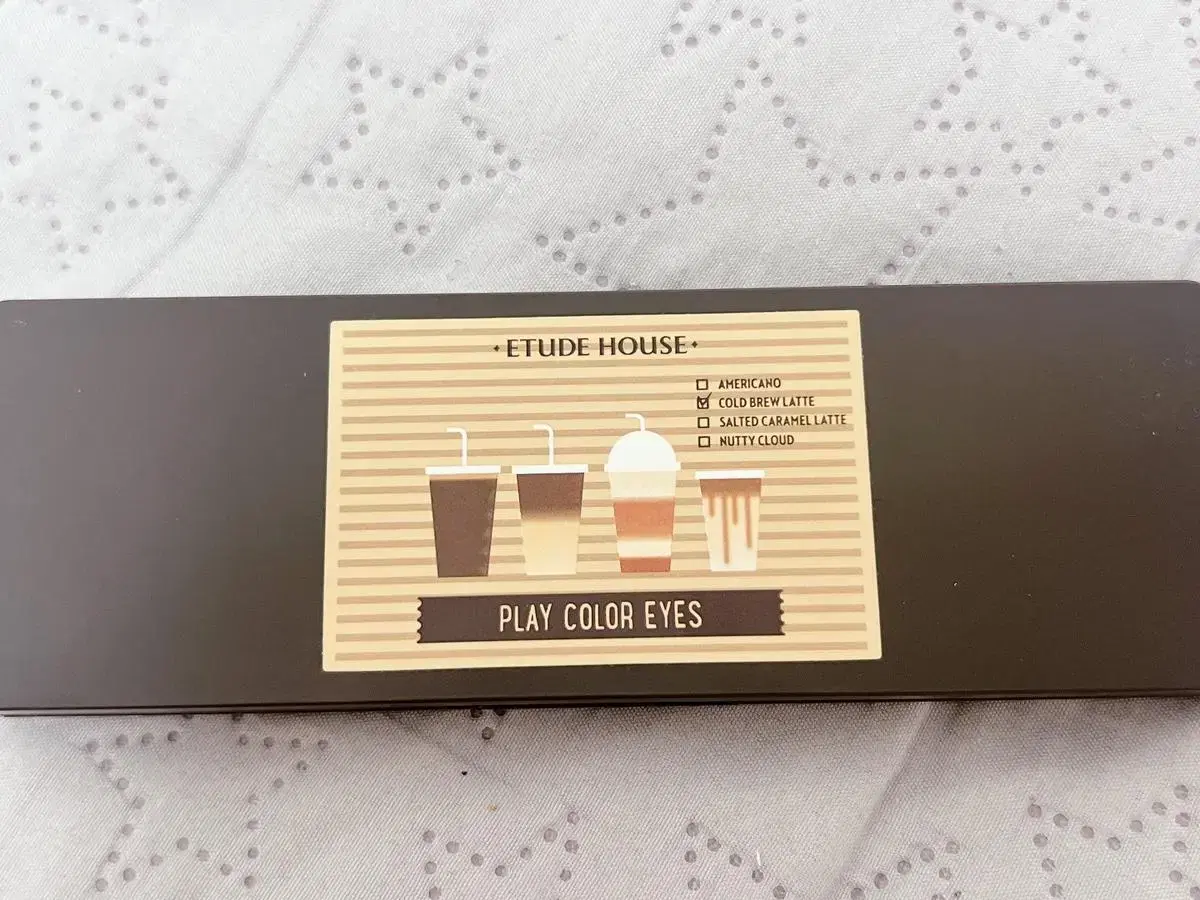 ETUDE HOUSE
AMERICANO
COLD BREW LATTE
SALTED CARAMEL LATTE
NUTTY CLOUD
PLAY COLOR EYES